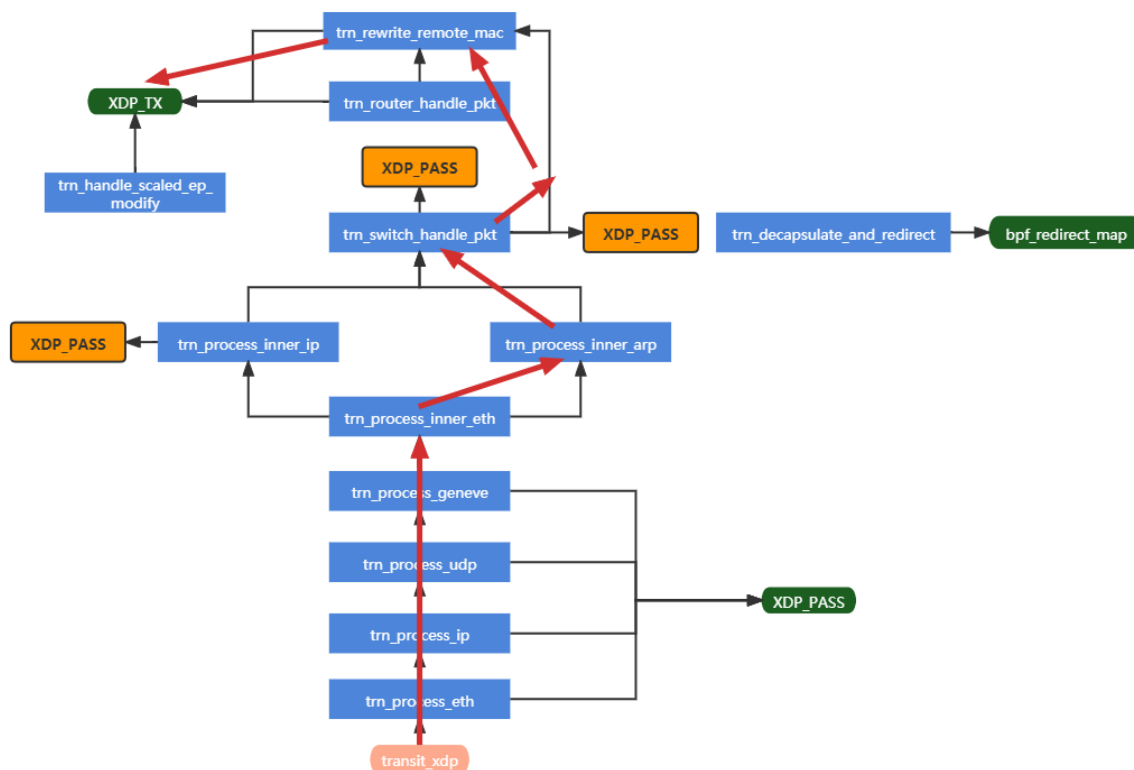 trn_rewrite_remote_mac
XDP_TX
trn_router_handle_pkt
XDP_PASS
trn_handle_scaled_ep_
modify
trn_switch_handle_pkt
XDP_PASS
trn_decapsulate_and_redirect
bpf_redirect_map
XDP_PASS
trn_process_inner_ip
trn_process_inner_arp
trn_process_inner_eth
trn_process_geneve
trn_process_udp
XDP_PASS
trn_process_ip
trn_process_eth
transit_xdp